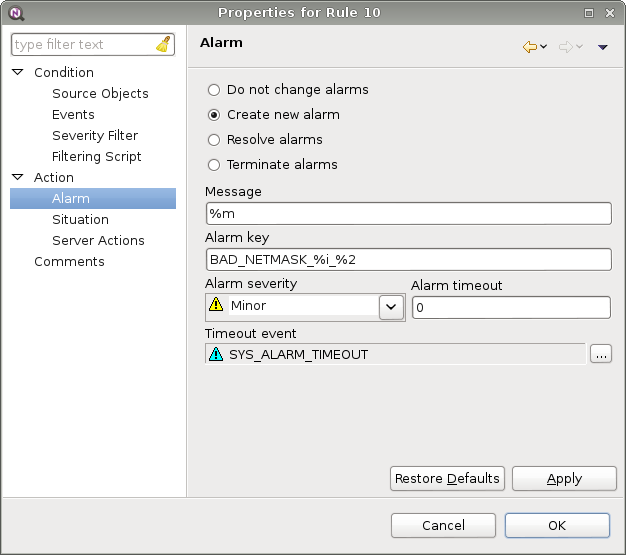 Properties for Rule 10
type filter text
Alarm
Condition
Source Objects
Events
Severity Filter
Filtering Script
Action
Alarm
Situation
Server Actions
Comments
Do not change alarms
Create new alarm
Resolve alarms
Terminate alarms
Message
%m
Alarm key
BAD_NETMASK_%i_%2
Alarm severity
Alarm timeout
Minor
0
Timeout event
SYS_ALARM_TIMEOUT
...
Restore Defaults
Apply
Cancel
OK